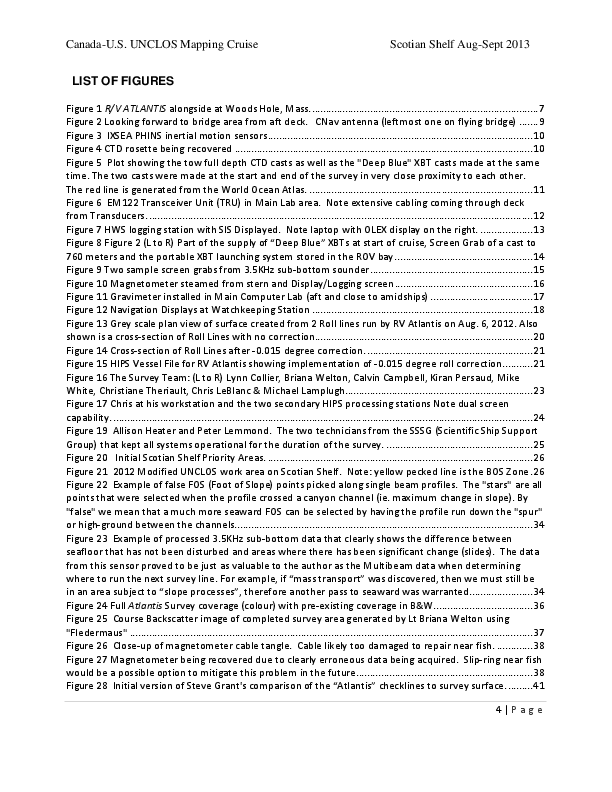 Canada-U.S. UNCLOS Mapping Cruise Scotian Shelf Aug-Sept 2013
LIST OF FIGURES
Figure 1 R/V ATLANTIS alongside at Woods Hole, Mass. ........ 7
Figure 2 Looking forward to bridge area from aft deck.   CNav antenna (leftmost one on flying bridge) ....... 9
Figure 3  IXSEA PHINS inertial motion sensors ........ 10
Figure 4 CTD rosette being recovered ........ 10
Figure 5  Plot showing the tow full depth CTD casts as well as the "Deep Blue" XBT casts made at the same
time. The two casts were made at the start and end of the survey in very close proximity to each other.
The red line is generated from the World Ocean Atlas. ........ 11
Figure 6  EM122 Transceiver Unit (TRU) in Main Lab area.  Note extensive cabling coming through deck
from Transducers. ........ 12
Figure 7 HWS logging station with SIS Displayed.  Note laptop with OLEX display on the right. ........ 13
Figure 8 Figure 2 (L to R) Part of the supply of “Deep Blue” XBTs at start of cruise, Screen Grab of a cast to
760 meters and the portable XBT launching system stored in the ROV bay ........ 14
Figure 9 Two sample screen grabs from 3.5KHz sub-bottom sounder ........ 15
Figure 10 Magnetometer steamed from stern and Display/Logging screen ........ 16
Figure 11 Gravimeter installed in Main Computer Lab (aft and close to amidships) ........ 17
Figure 12 Navigation Displays at Watchkeeping Station ........ 18
Figure 13 Grey scale plan view of surface created from 2 Roll lines run by RV Atlantis on Aug. 6, 2012. Also
shown is a cross-section of Roll Lines with no correction. ........ 20
Figure 14 Cross-section of Roll Lines after -0.015 degree correction. ........ 21
Figure 15 HIPS Vessel File for RV Atlantis showing implementation of -0.015 degree roll correction ........ 21
Figure 16 The Survey Team: (L to R) Lynn Collier, Briana Welton, Calvin Campbell, Kiran Persaud, Mike
White, Christiane Theriault, Chris LeBlanc & Michael Lamplugh ........ 23
Figure 17 Chris at his workstation and the two secondary HIPS processing stations Note dual screen
capability. ........ 24
Figure 19  Allison Heater and Peter Lemmond.  The two technicians from the SSSG (Scientific Ship Support
Group) that kept all systems operational for the duration of the survey. ........ 25
Figure 20   Initial Scotian Shelf Priority Areas. ........ 26
Figure 21  2012 Modified UNCLOS work area on Scotian Shelf.  Note: yellow pecked line is the BOS Zone. 26
Figure 22  Example of false FOS (Foot of Slope) points picked along single beam profiles.  The "stars" are all
points that were selected when the profile crossed a canyon channel (ie. maximum change in slope). By
"false" we mean that a much more seaward FOS can be selected by having the profile run down the "spur"
or high-ground between the channels. ........ 34
Figure 23  Example of processed 3.5KHz sub-bottom data that clearly shows the difference between
seafloor that has not been disturbed and areas where there has been significant change (slides).  The data
from this sensor proved to be just as valuable to the author as the Multibeam data when determining
where to run the next survey line. For example, if “mass transport” was discovered, then we must still be
in an area subject to “slope processes”, therefore another pass to seaward was warranted. ........ 34
Figure 24 Full Atlantis Survey coverage (colour) with pre-existing coverage in B&W ........ 36
Figure 25  Course Backscatter image of completed survey area generated by Lt Briana Welton using
"Fledermaus" ........ 37
Figure 26  Close-up of magnetometer cable tangle.  Cable likely too damaged to repair near fish. ........ 38
Figure 27 Magnetometer being recovered due to clearly erroneous data being acquired.  Slip-ring near fish
would be a possible option to mitigate this problem in the future. ........ 38
Figure 28  Initial version of Steve Grant's comparison of the “Atlantis” checklines to survey surface. ........ 41
4 | Page